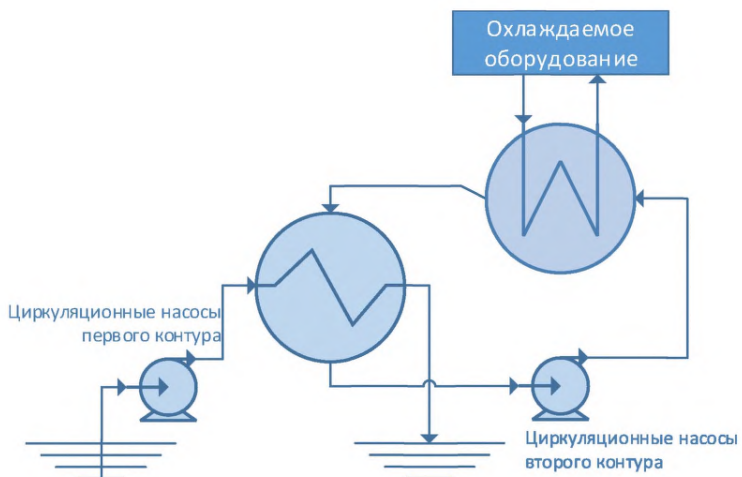 Охлаждаемое
оборудование
Циркуляционные насосы
первого контура
Циркуляционные насосы
второго контура